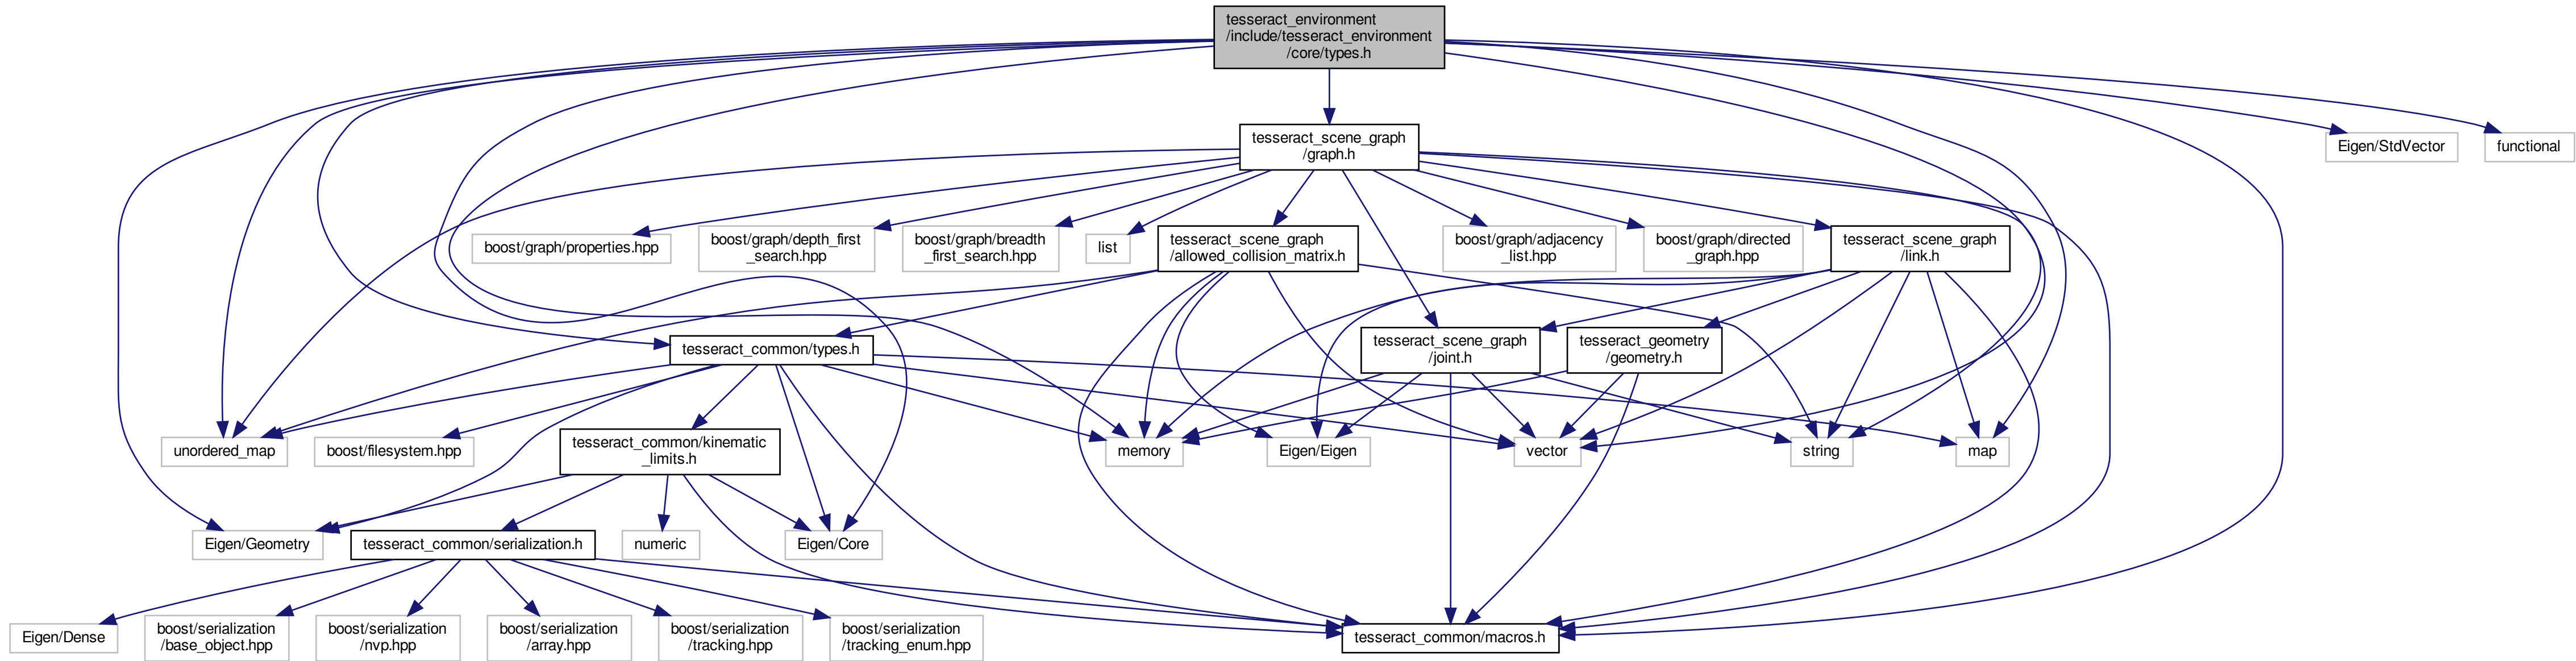 tesseract_environment
/include/tesseract_environment
/core/types.h
tesseract_scene_graph
/graph.h
Eigen/StdVector
functional
boost/graph/properties.hpp
boost/graph/depth_first
_search.hpp
boost/graph/breadth
_first_search.hpp
list
tesseract_scene_graph
/allowed_collision_matrix.h
boost/graph/adjacency
_list.hpp
boost/graph/directed
_graph.hpp
tesseract_scene_graph
/link.h
tesseract_common/types.h
tesseract_scene_graph
/joint.h
tesseract_geometry
/geometry.h
unordered_map
boost/filesystem.hpp
tesseract_common/kinematic
_limits.h
memory
Eigen/Eigen
vector
string
map
Eigen/Geometry
tesseract_common/serialization.h
numeric
Eigen/Core
Eigen/Dense
boost/serialization
/base_object.hpp
boost/serialization
/nvp.hpp
boost/serialization
/array.hpp
boost/serialization
/tracking.hpp
boost/serialization
/tracking_enum.hpp
tesseract_common/macros.h